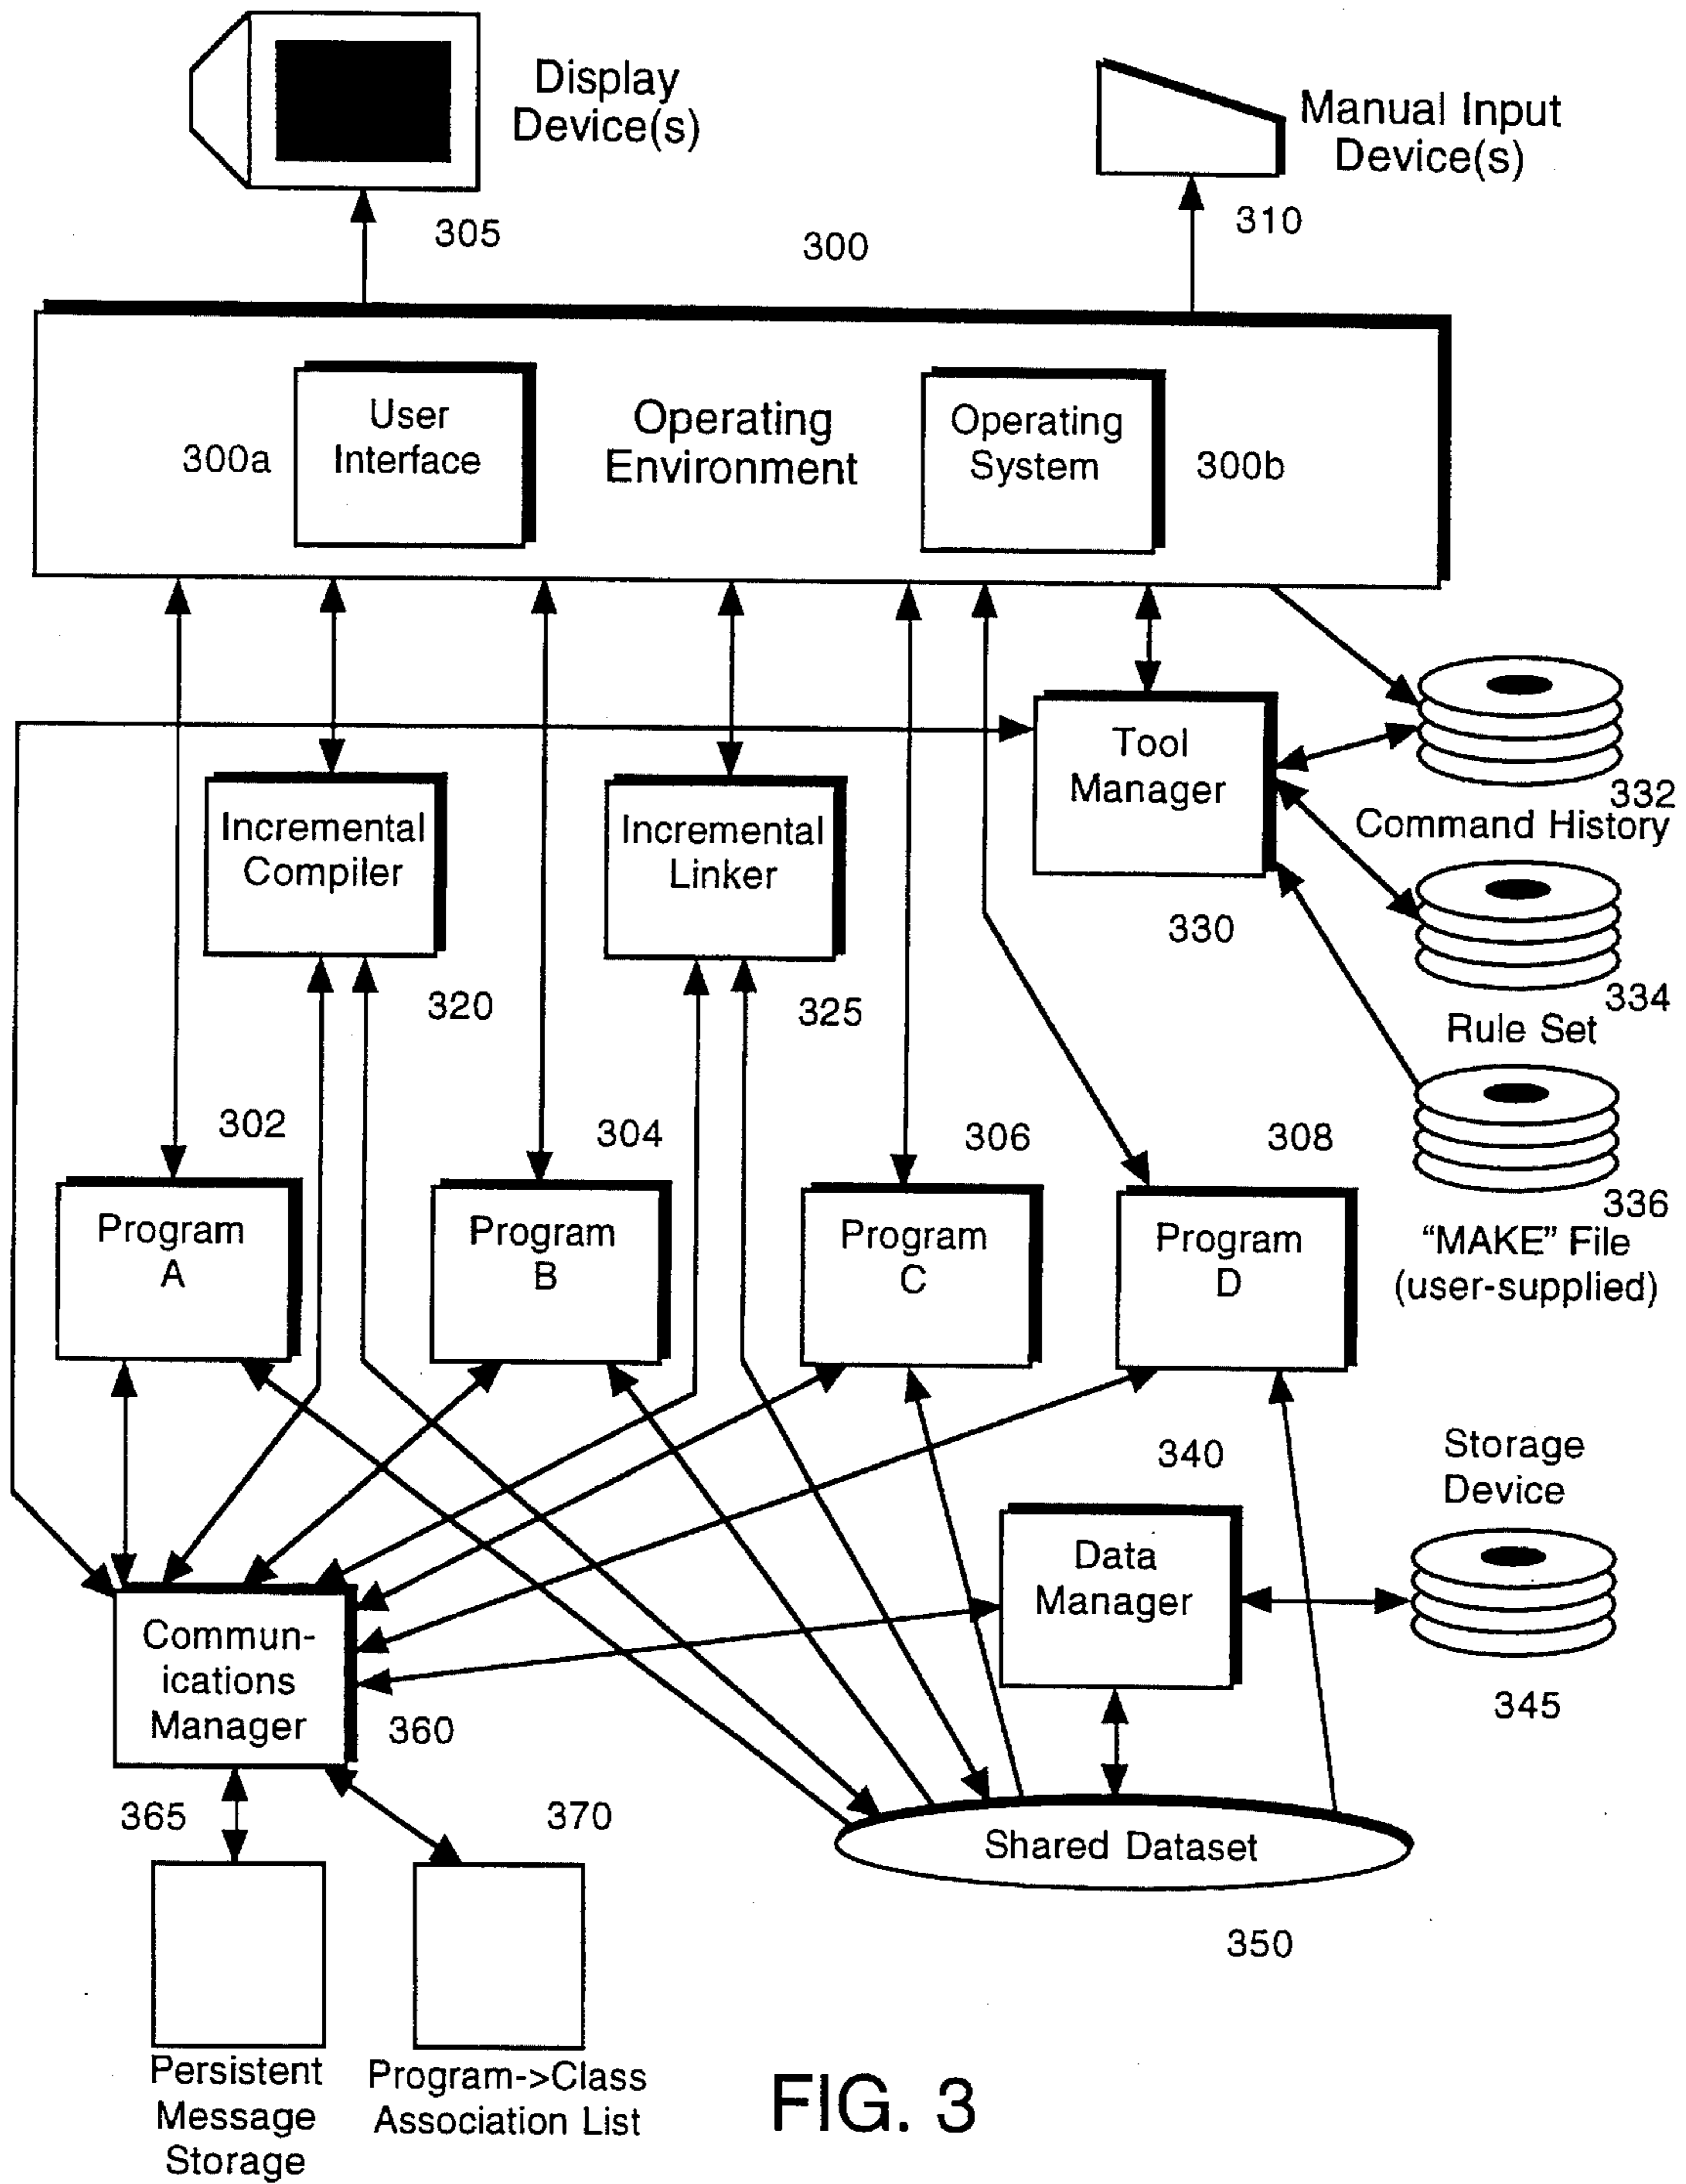 Display
Device(s)
305
Manual Input
Device(s)
310
300
300a
User
Interface
Operating
Environment
Operating
System
300b
Tool
Manager
330
332
Command History
334
Rule Set
336
“MAKE” File
(user-supplied)
Incremental
Compiler
320
Incremental
Linker
325
302
Program
A
304
Program
B
306
Program
C
308
Program
D
340
Data
Manager
Storage
Device
345
Commun-
ications
Manager
360
365
370
Shared Dataset
350
Persistent
Message
Storage
Program->Class
Association List
FIG. 3